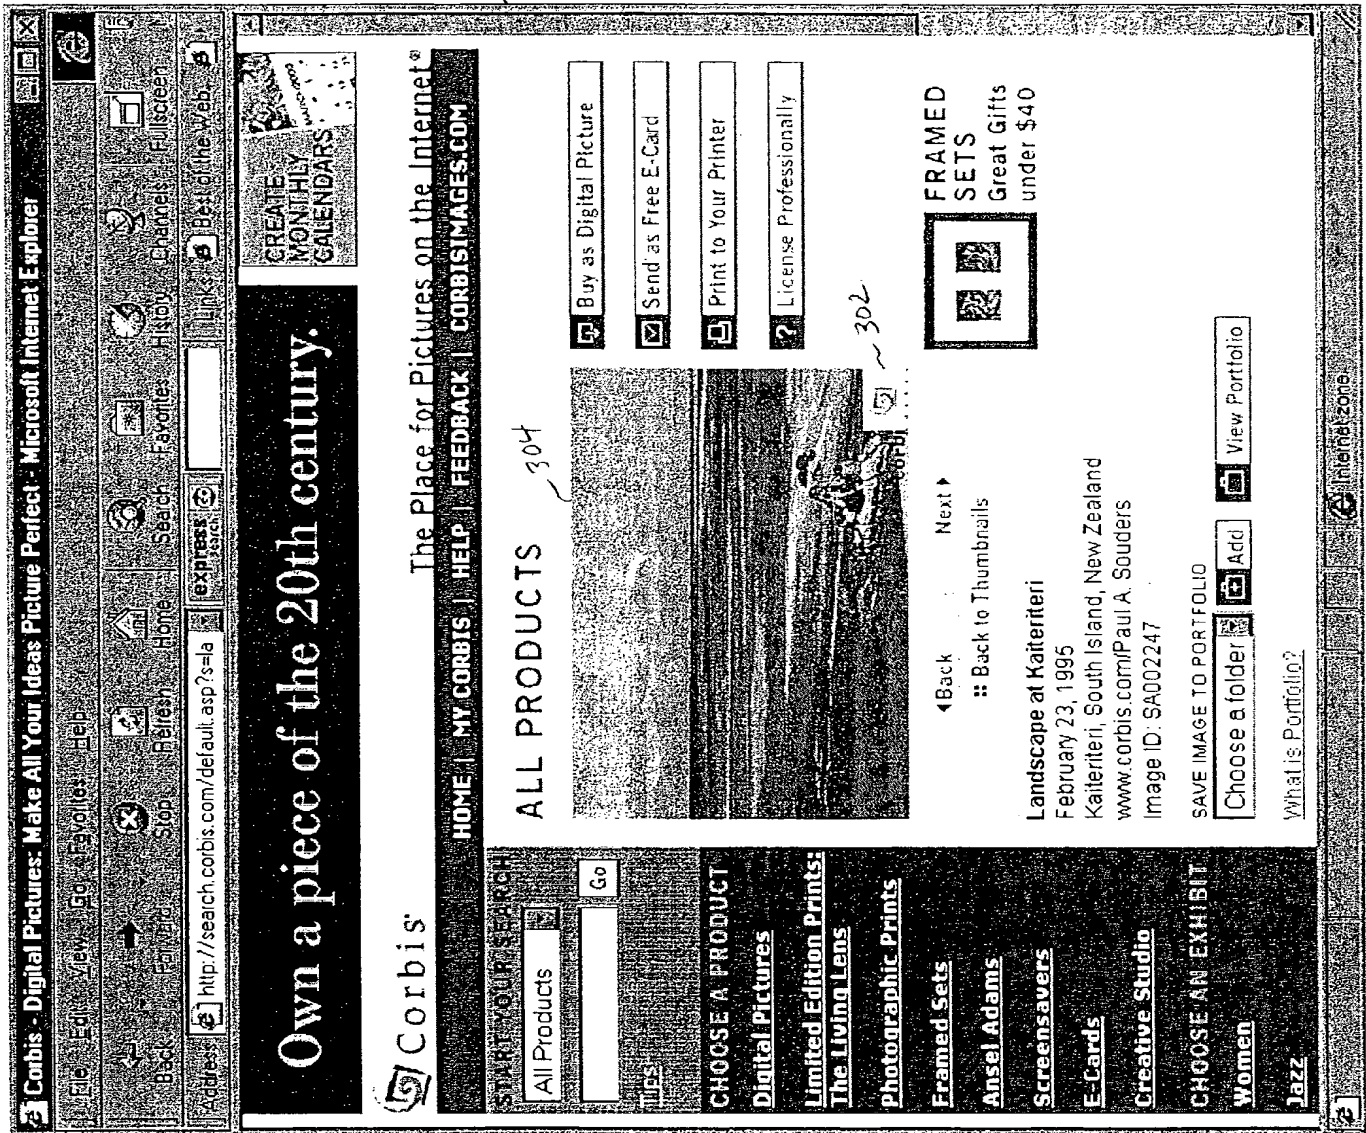 Corbis - Digital Pictures: Make All Your Ideas Picture Perfect - Microsoft Internet Explorer
File Edit View Go Favorites Help
Back Forward Stop Refresh Home Search Favorites History Channels Fullscreen
Address http://search.corbis.com/default.asp?s=la express search Links Best of the Web
Own a piece of the 20th century.
CREATE
MONTHLY
CALENDARS
Corbis
The Place for Pictures on the Internet®
HOME | MY CORBIS | HELP | FEEDBACK | CORBISIMAGES.COM
START YOUR SEARCH
All Products
Go
Tips
CHOOSE A PRODUCT
Digital Pictures
Limited Edition Prints:
The Living Lens
Photographic Prints
Framed Sets
Ansel Adams
Screensavers
E-Cards
Creative Studio
CHOOSE AN EXHIBIT
Women
Jazz
ALL PRODUCTS
304
Buy as Digital Picture
Send as Free E-Card
Print to Your Printer
? License Professionally
302
Back Next
Back to Thumbnails
FRAMED
SETS
Great Gifts
under $40
Landscape at Kaiteriteri
February 23, 1995
Kaiteriteri, South Island, New Zealand
www.corbis.com/Paul A. Souders
Image ID: SA002247
SAVE IMAGE TO PORTFOLIO
Choose a folder Add View Portfolio
What is Portfolio?
Internet zone